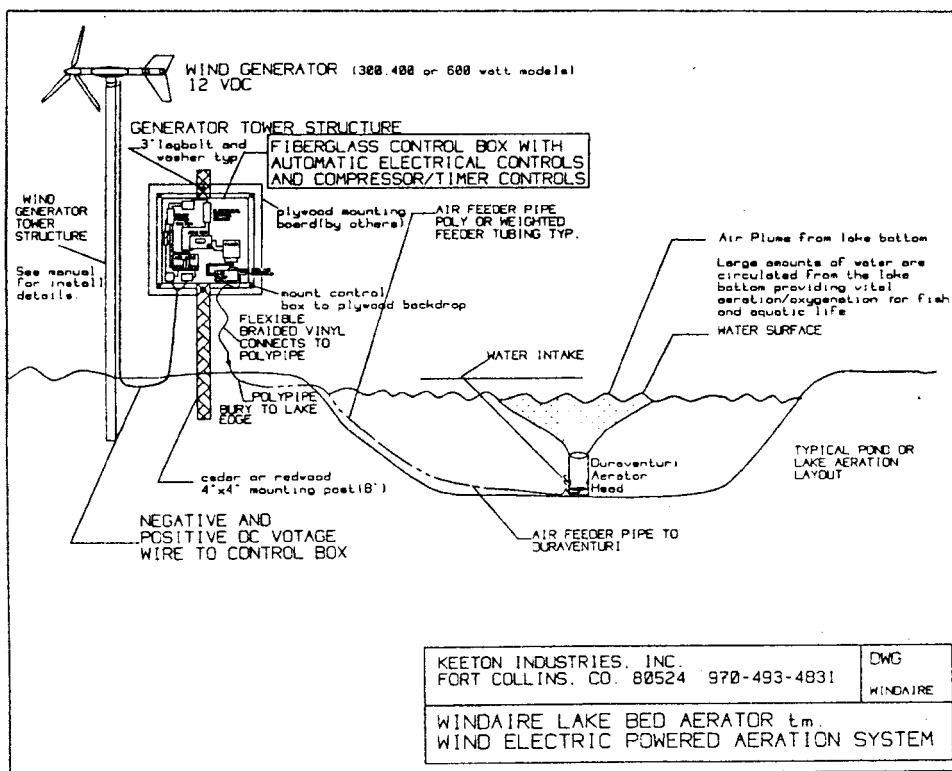 WIND GENERATOR (300.400 or 600 watt models)
12 VDC
GENERATOR TOWER STRUCTURE
3"lagbolt and
washer typ.
FIBERGLASS CONTROL BOX WITH
AUTOMATIC ELECTRICAL CONTROLS
AND COMPRESSOR/TIMER CONTROLS
WIND
GENERATOR
TOWER
STRUCTURE
See manual
for install
details.
plywood mounting
board(by others)
AIR FEEDER PIPE
POLY OR WEIGHTED
FEEDER TUBING TYP.
Air Plume from lake bottom
Large amounts of water are
circulated from the lake
bottom providing vital
aeration/oxygenation for fish
and aquatic life
WATER SURFACE
mount control
box to plywood backdrop
FLEXIBLE
BRAIDED VINYL
CONNECTS TO
POLYPIPE
WATER INTAKE
POLYPIPE
BURY TO LAKE
EDGE
Duraventuri
Aerator
Head
TYPICAL POND OR
LAKE AERATION
LAYOUT
cedar or redwood
4"x4" mounting post(8')
NEGATIVE AND
POSITIVE DC VOTAGE
WIRE TO CONTROL BOX
AIR FEEDER PIPE TO
DURAVENTURI
KEETON INDUSTRIES, INC.
FORT COLLINS, CO. 80524 970-493-4831
DWG
WINDAIRE
WINDAIRE LAKE BED AERATOR tm.
WIND ELECTRIC POWERED AERATION SYSTEM